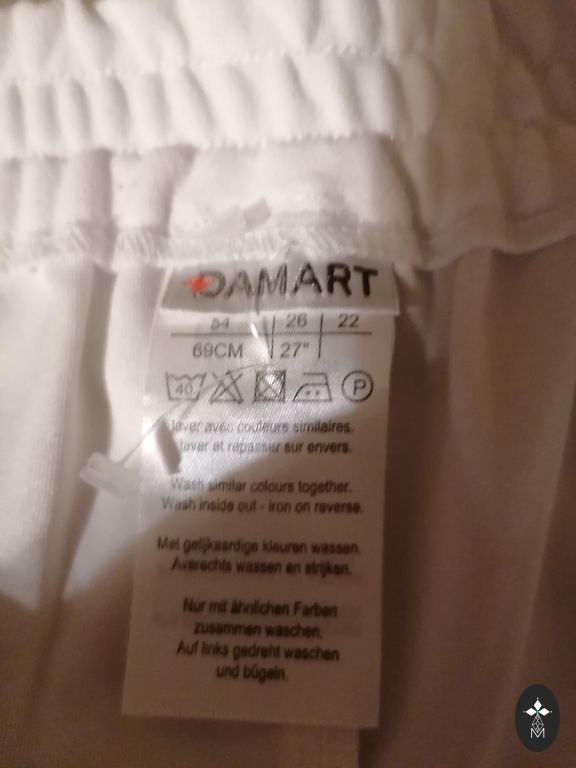 DAMART
54 26 22
69CM 27"
40 P
laver avec couleurs similaires.
laver et repasser sur envers.
Wash similar colours together.
Wash inside out - iron on reverse.
Met gelijkaardige kleuren wassen.
Averechts wassen en strijken.
Nur mit ähnlichen Farben
zusammen waschen.
Auf links gedreht waschen
und bügeln.
M